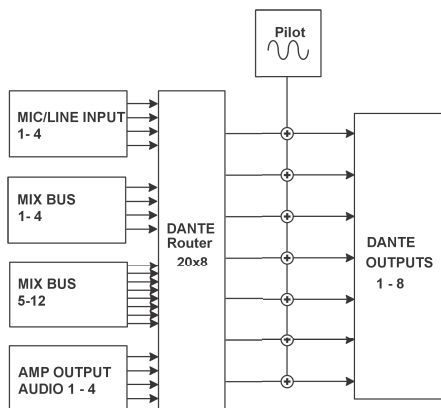 Pilot
MIC/LINE INPUT
1- 4
MIX BUS
1- 4
MIX BUS
5-12
AMP OUTPUT
AUDIO 1 - 4
DANTE
Router
20x8
DANTE
OUTPUTS
1 - 8